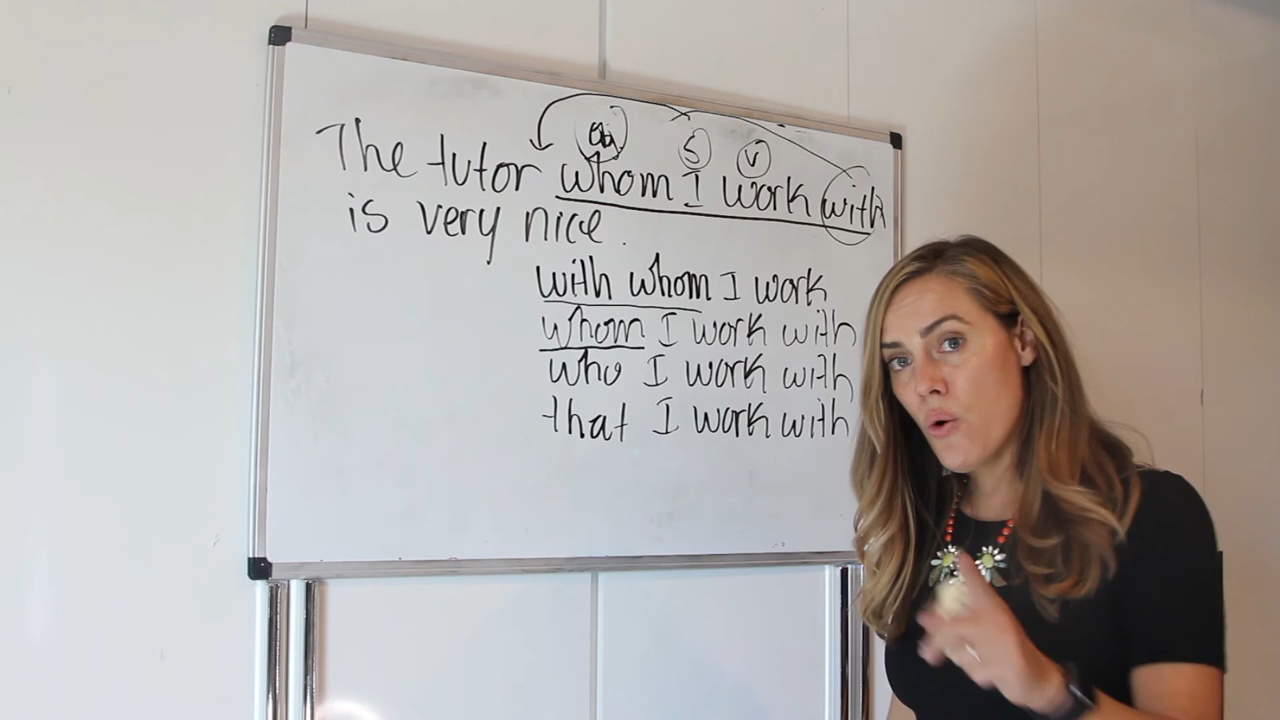 obj S V
The tutor whom I work with
is very nice.
with whom I work
whom I work with
who I work with
that I work with